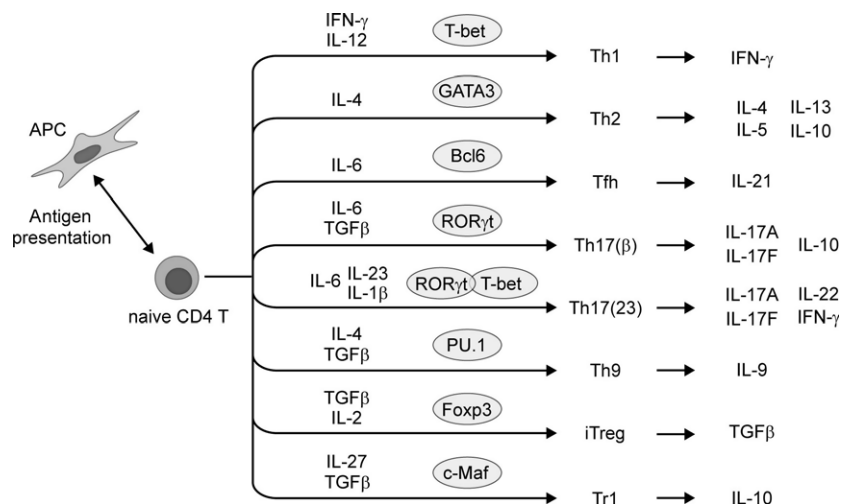 IFN-γ
IL-12
T-bet
Th1
IFN-γ
IL-4
GATA3
Th2
IL-4 IL-13
IL-5 IL-10
APC
IL-6
Bcl6
Tfh
IL-21
Antigen
presentation
IL-6
TGFβ
RORγt
Th17(β)
IL-17A
IL-17F
IL-10
naive CD4 T
IL-6
IL-23
IL-1β
RORγt
T-bet
Th17(23)
IL-17A IL-22
IL-17F IFN-γ
IL-4
TGFβ
PU.1
Th9
IL-9
TGFβ
IL-2
Foxp3
iTreg
TGFβ
IL-27
TGFβ
c-Maf
Tr1
IL-10